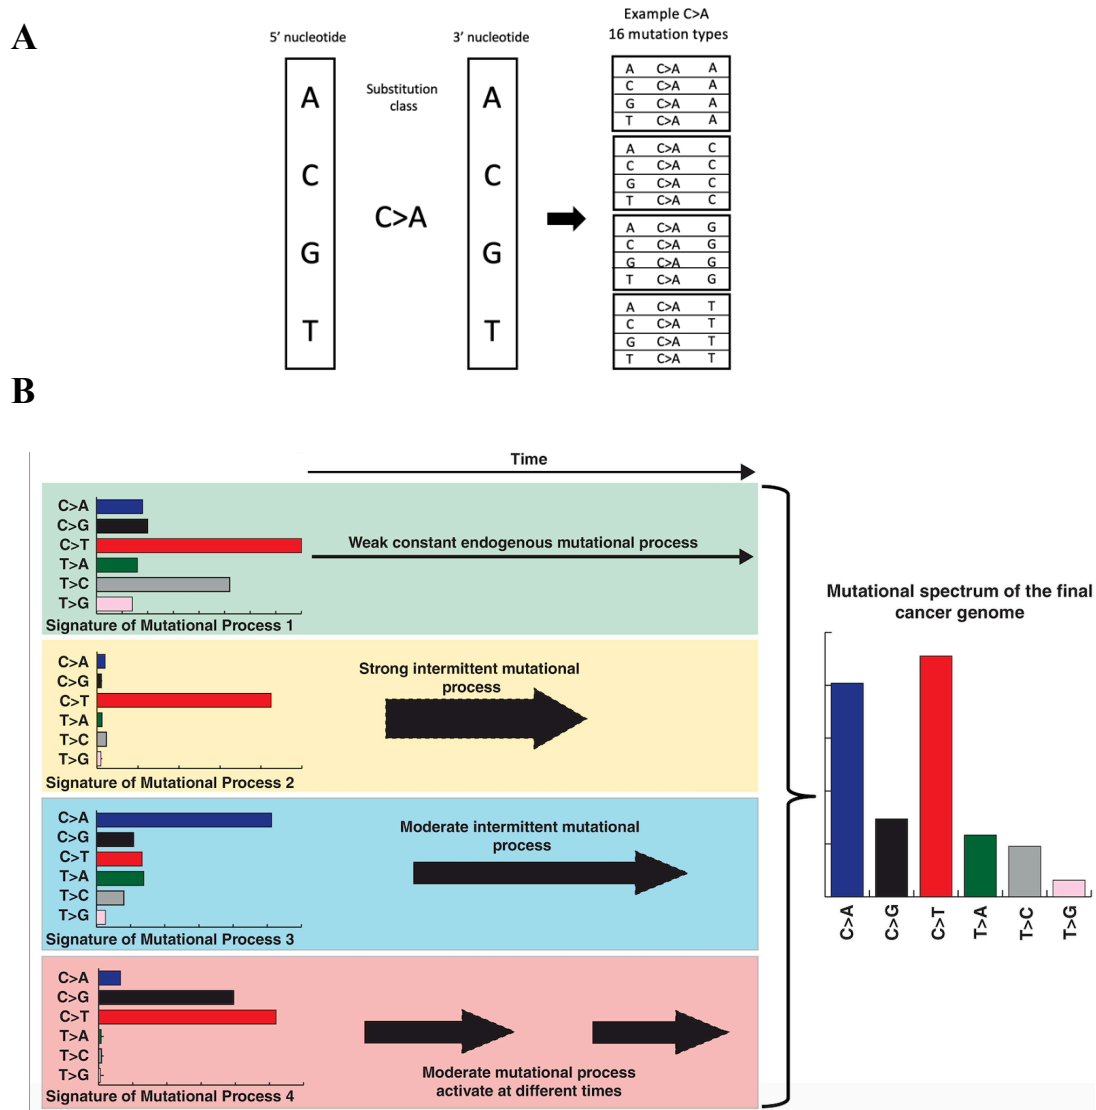 A
5' nucleotide
3' nucleotide
Example C>A
16 mutation types
A
C
G
T
Substitution
class
C>A
A
C
G
T
A C>A A
C C>A A
G C>A A
T C>A A
A C>A C
C C>A C
G C>A C
T C>A C
A C>A G
C C>A G
G C>A G
T C>A G
A C>A T
C C>A T
G C>A T
T C>A T
B
Time
C>A
C>G
C>T
T>A
T>C
T>G
Signature of Mutational Process 1
Weak constant endogenous mutational process
C>A
C>G
C>T
T>A
T>C
T>G
Signature of Mutational Process 2
Strong intermittent mutational
process
C>A
C>G
C>T
T>A
T>C
T>G
Signature of Mutational Process 3
Moderate intermittent mutational
process
C>A
C>G
C>T
T>A
T>C
T>G
Signature of Mutational Process 4
Moderate mutational process
activate at different times
Mutational spectrum of the final
cancer genome
C>A
C>G
C>T
T>A
T>C
T>G